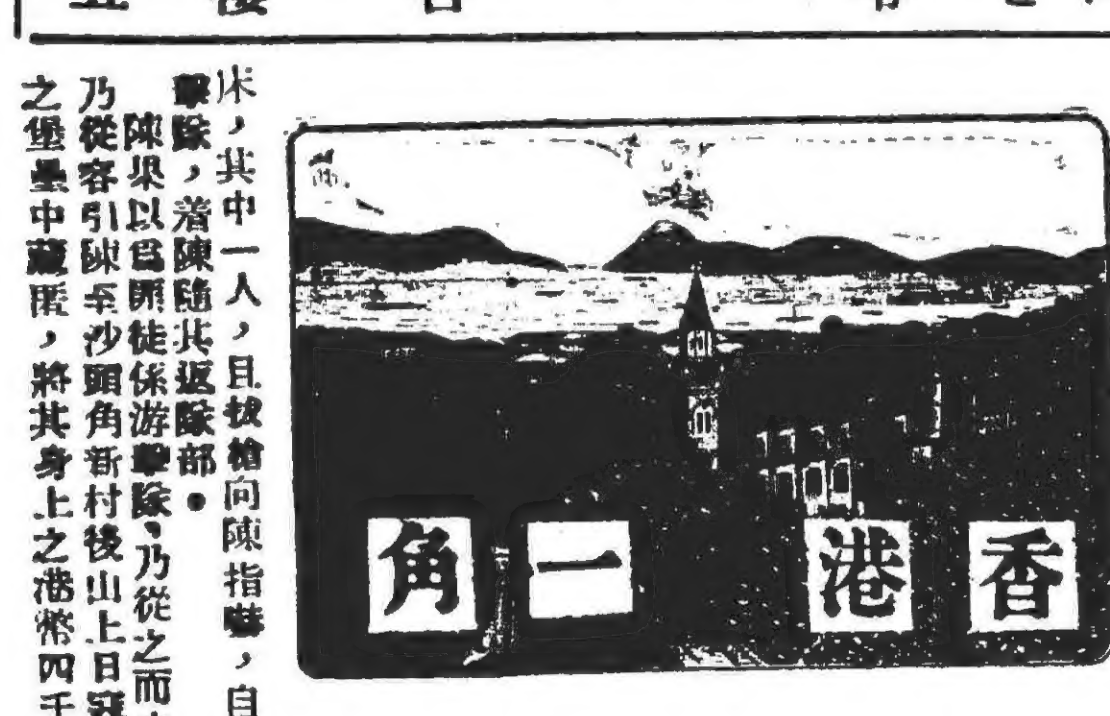 香港一角
床，其中一人，且拔槍向陳指嚇，自
擊隊，着陳隨其返隊部。
陳果以爲匪徒係游擊隊，乃從之而
乃從容引陳至沙頭角新村後山上日寇
之堡壘中藏匿，將其身上之港幣四千